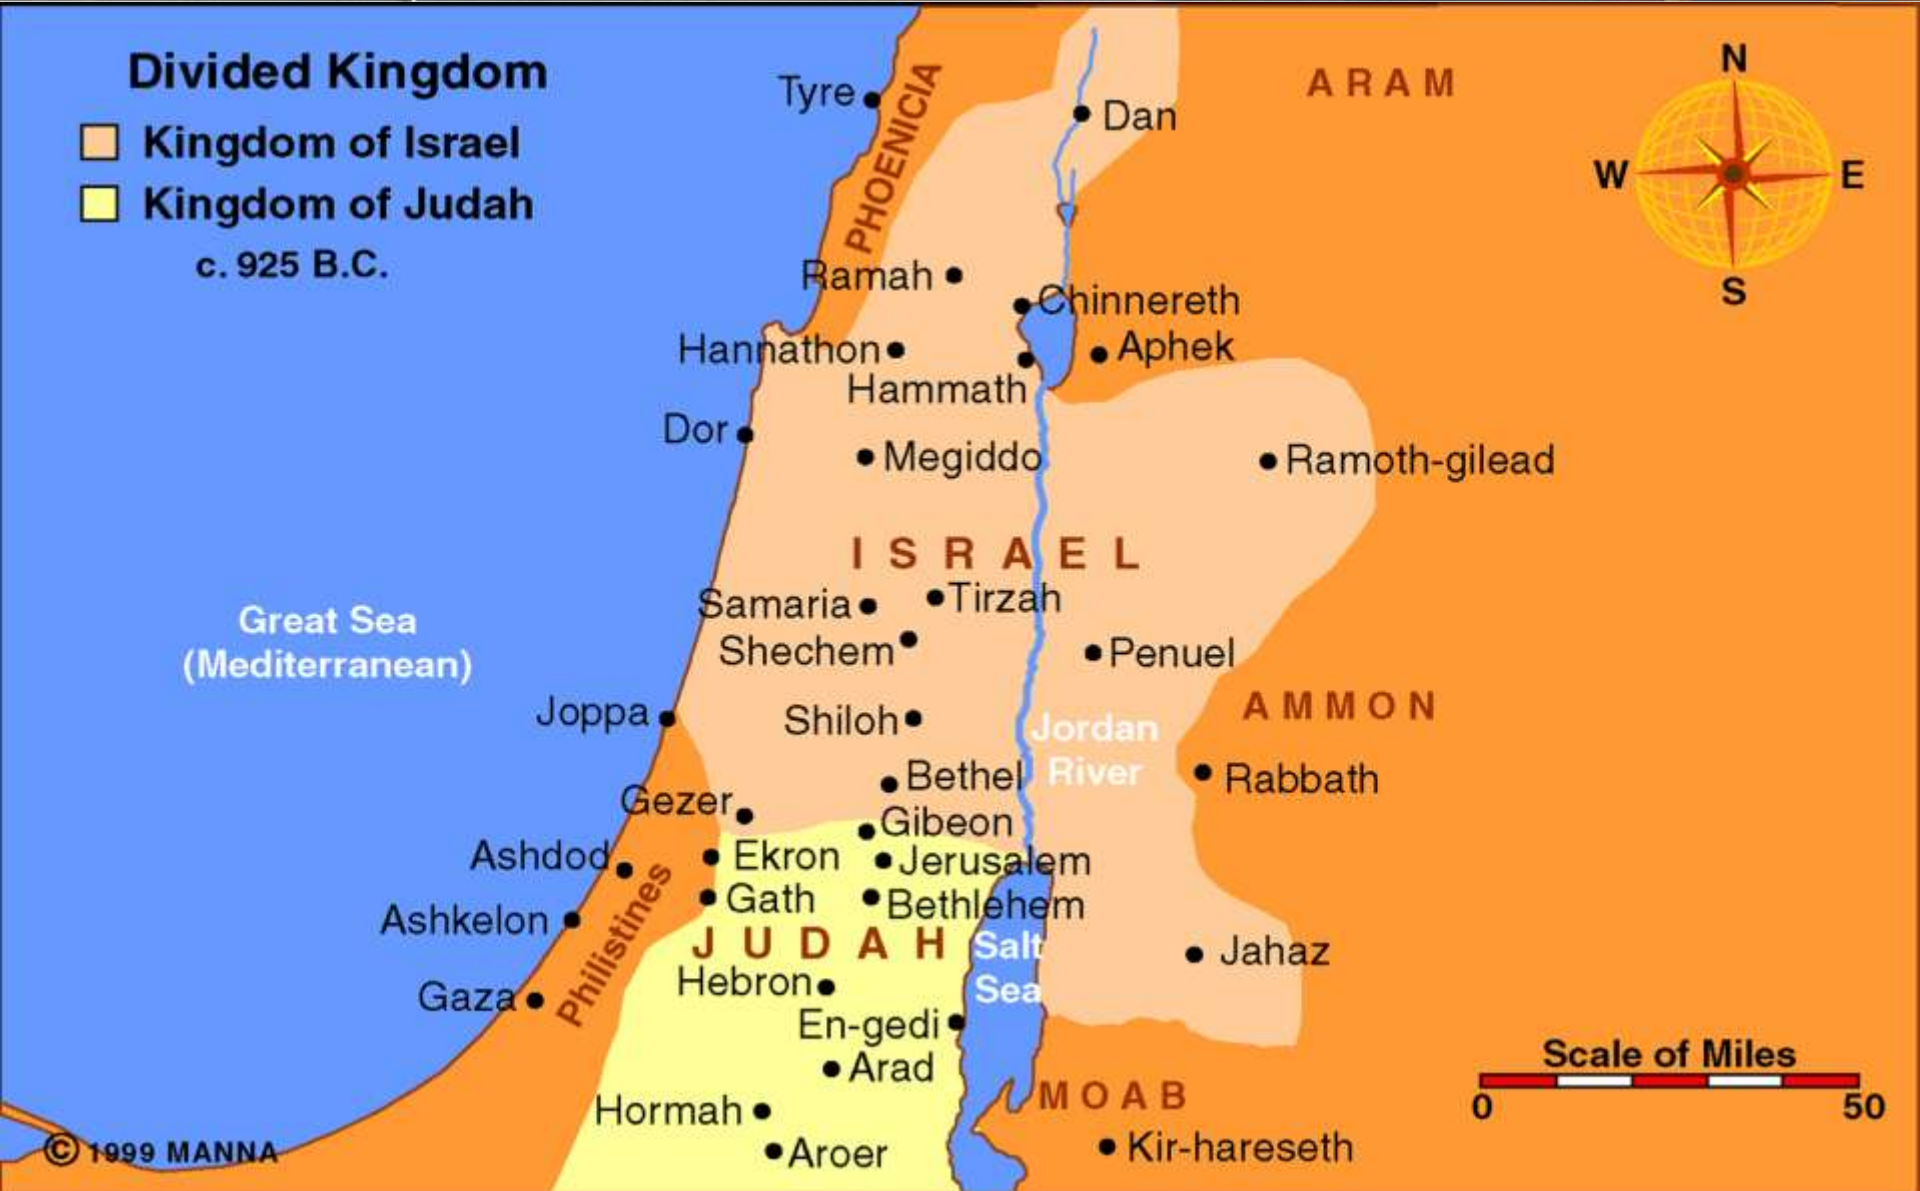 Divided Kingdom
Kingdom of Israel
Kingdom of Judah
c. 925 B.C.
Tyre
PHOENICIA
Dan
ARAM
N
W
E
S
Ramah
Chinnereth
Hannathon
Aphek
Hammath
Dor
Megiddo
Ramoth-gilead
ISRAEL
Samaria
Tirzah
Great Sea
(Mediterranean)
Shechem
Penuel
Joppa
Shiloh
Jordan
River
AMMON
Bethel
Rabbath
Gezer
Gibeon
Ashdod
Ekron
Jerusalem
Gath
Bethlehem
Ashkelon
Philistines
JUDAH
Salt
Sea
Jahaz
Hebron
Gaza
En-gedi
Arad
Scale of Miles
0
50
MOAB
Hormah
Aroer
Kir-hareseth
© 1999 MANNA